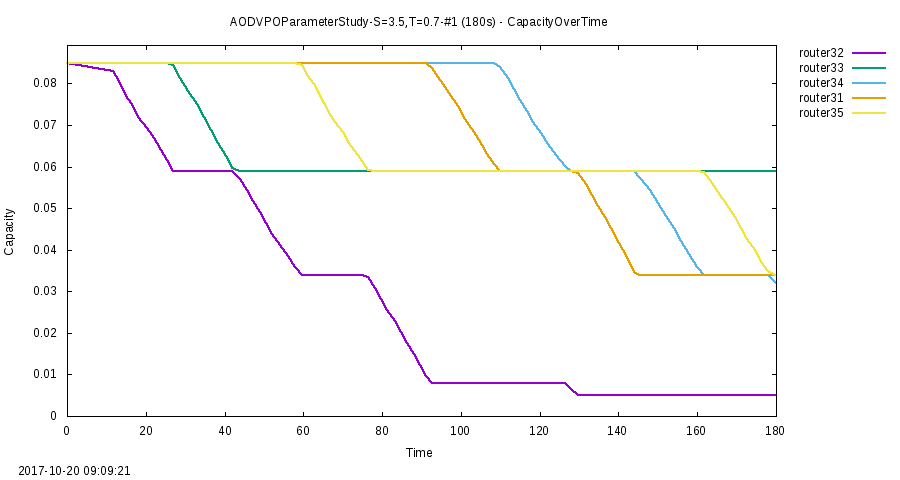 AODVPOParameterStudy-S=3.5,T=0.7-#1 (180s) - CapacityOverTime
router32
router33
router34
router31
router35
0.08
0.07
0.06
0.05
0.04
0.03
0.02
0.01
0
Capacity
0 20 40 60 80 100 120 140 160 180
Time
2017-10-20 09:09:21